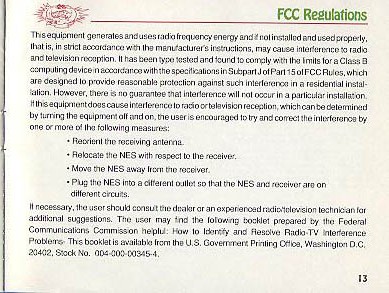 FCC Regulations
This equipment generates and uses radio frequency energy and if not installed and used properly,
that is, in strict accordance with the manufacturer's instructions, may cause interference to radio
and television reception. It has been type tested and found to comply with the limits for a Class B
computing device in accordance with the specifications in Subpart J of Part 15 of FCC Rules, which
are designed to provide reasonable protection against such interference in a residential instal-
lation. However, there is no guarantee that interference will not occur in a particular installation.
If this equipment does cause interference to radio or television reception, which can be determined
by turning the equipment off and on, the user is encouraged to try and correct the interference by
one or more of the following measures:
• Reorient the receiving antenna.
• Relocate the NES with respect to the receiver.
• Move the NES away from the receiver.
• Plug the NES into a different outlet so that the NES and receiver are on
different circuits.
If necessary, the user should consult the dealer or an experienced radio/television technician for
additional suggestions. The user may find the following booklet prepared by the Federal
Communications Commission helpful: How to Identify and Resolve Radio-TV Interference
Problems. This booklet is available from the U.S. Government Printing Office, Washington D.C.
20402, Stock No. 004-000-00345-4.
13